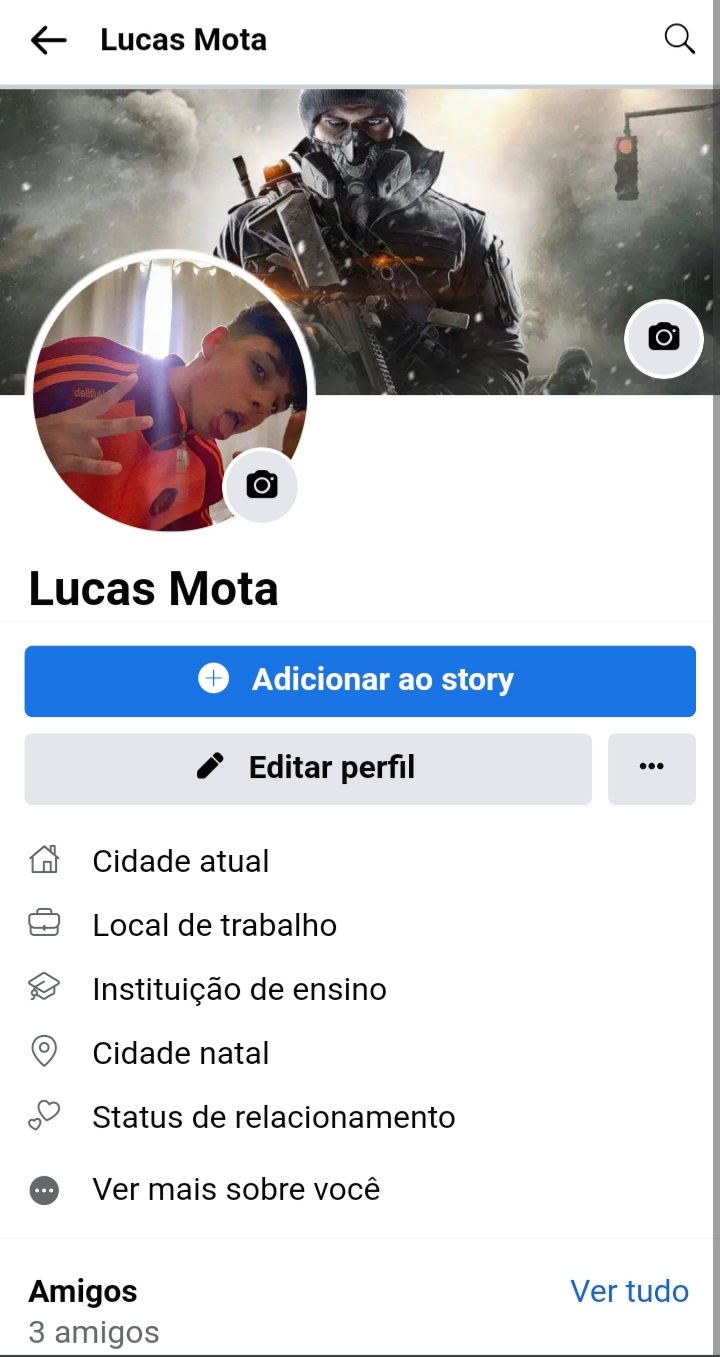 Lucas Mota
Lucas Mota
Adicionar ao story
Editar perfil
Cidade atual
Local de trabalho
Instituição de ensino
Cidade natal
Status de relacionamento
Ver mais sobre você
Amigos
Ver tudo
3 amigos